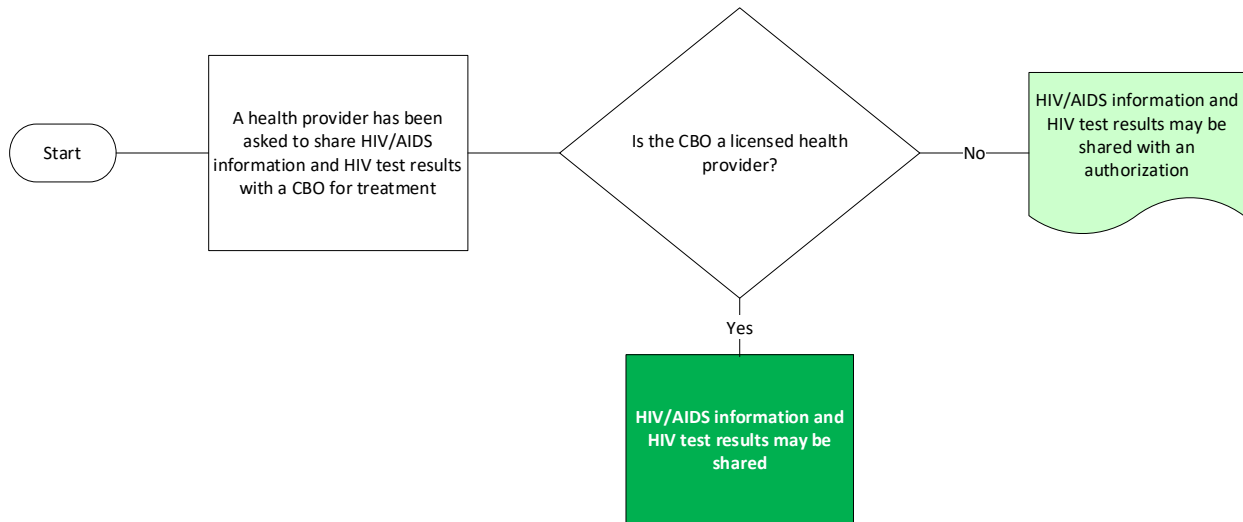 Start
A health provider has been
asked to share HIV/AIDS
information and HIV test results
with a CBO for treatment
Is the CBO a licensed health
provider?
No
HIV/AIDS information and
HIV test results may be
shared with an
authorization
Yes
HIV/AIDS information and
HIV test results may be
shared